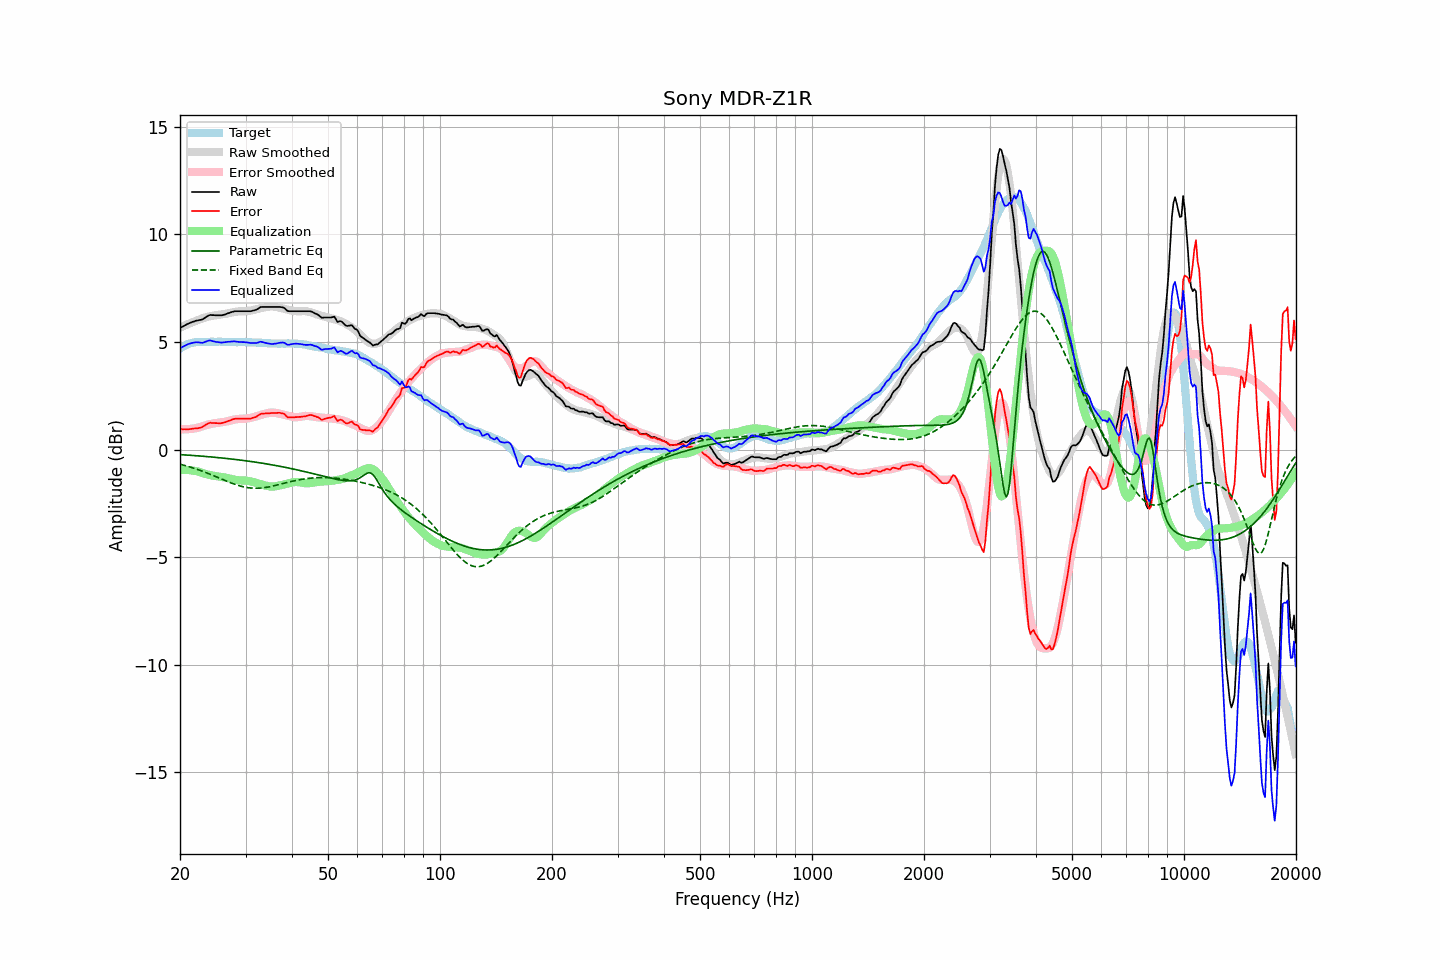 Sony MDR-Z1R
15
10
5
0
−5
−10
−15
Amplitude (dBr)
Target
Raw Smoothed
Error Smoothed
Raw
Error
Equalization
Parametric Eq
Fixed Band Eq
Equalized
20 50 100 200 500 1000 2000 5000 10000 20000
Frequency (Hz)